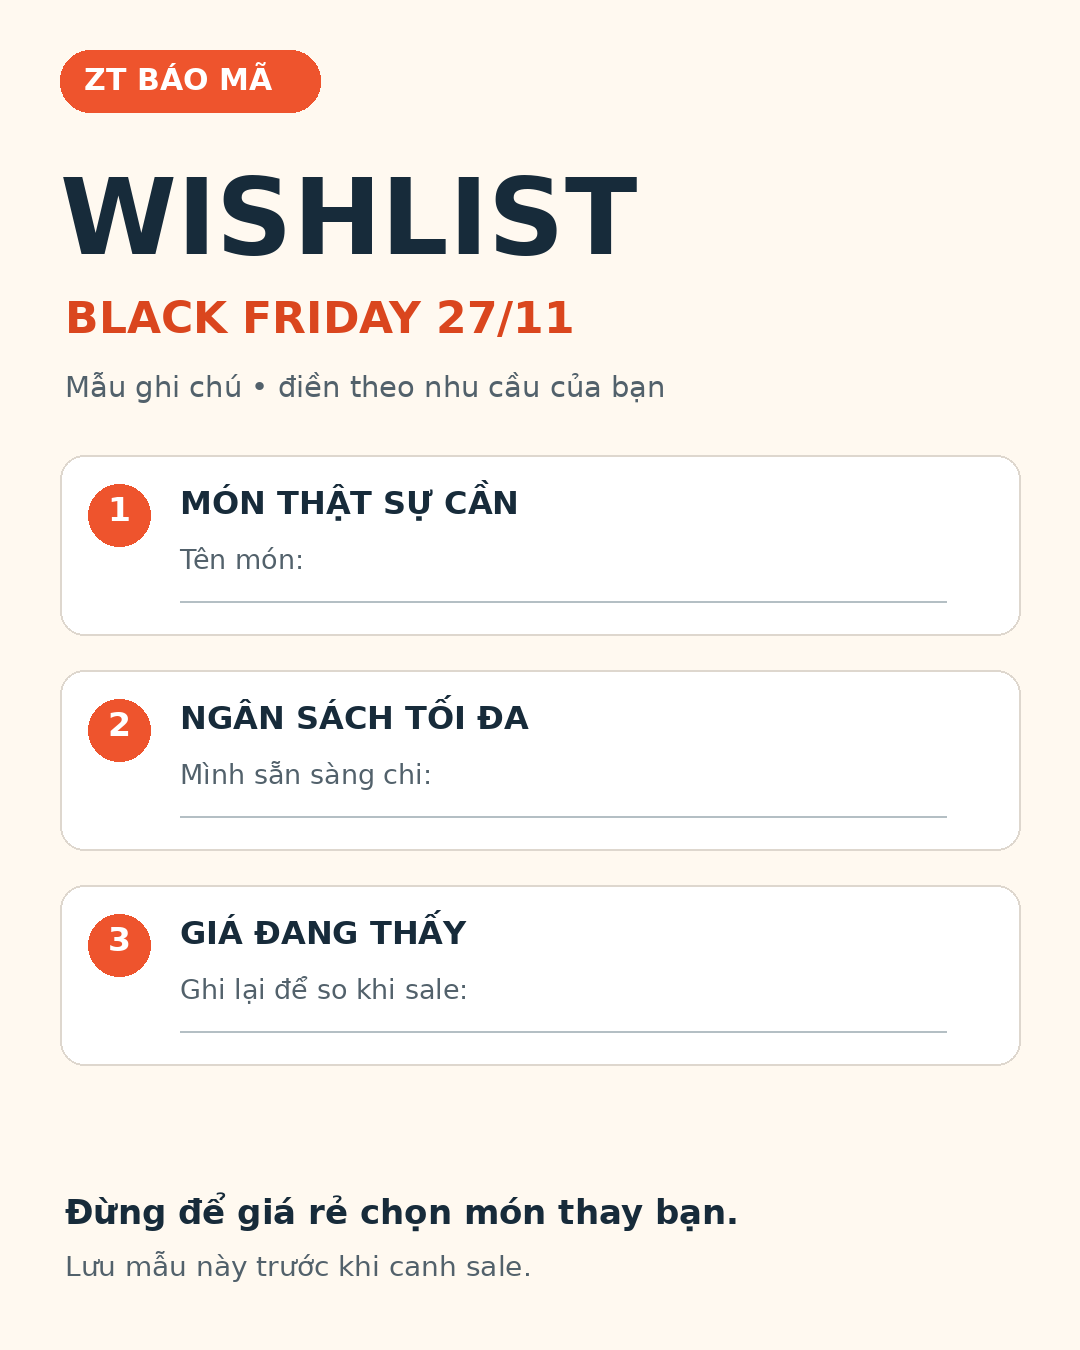 ZT BÁO MÃ
WISHLIST
BLACK FRIDAY 27/11
Mẫu ghi chú • điền theo nhu cầu của bạn
1
MÓN THẬT SỰ CẦN
Tên món:
2
NGÂN SÁCH TỐI ĐA
Mình sẵn sàng chi:
3
GIÁ ĐANG THẤY
Ghi lại để so khi sale:
Đừng để giá rẻ chọn món thay bạn.
Lưu mẫu này trước khi canh sale.